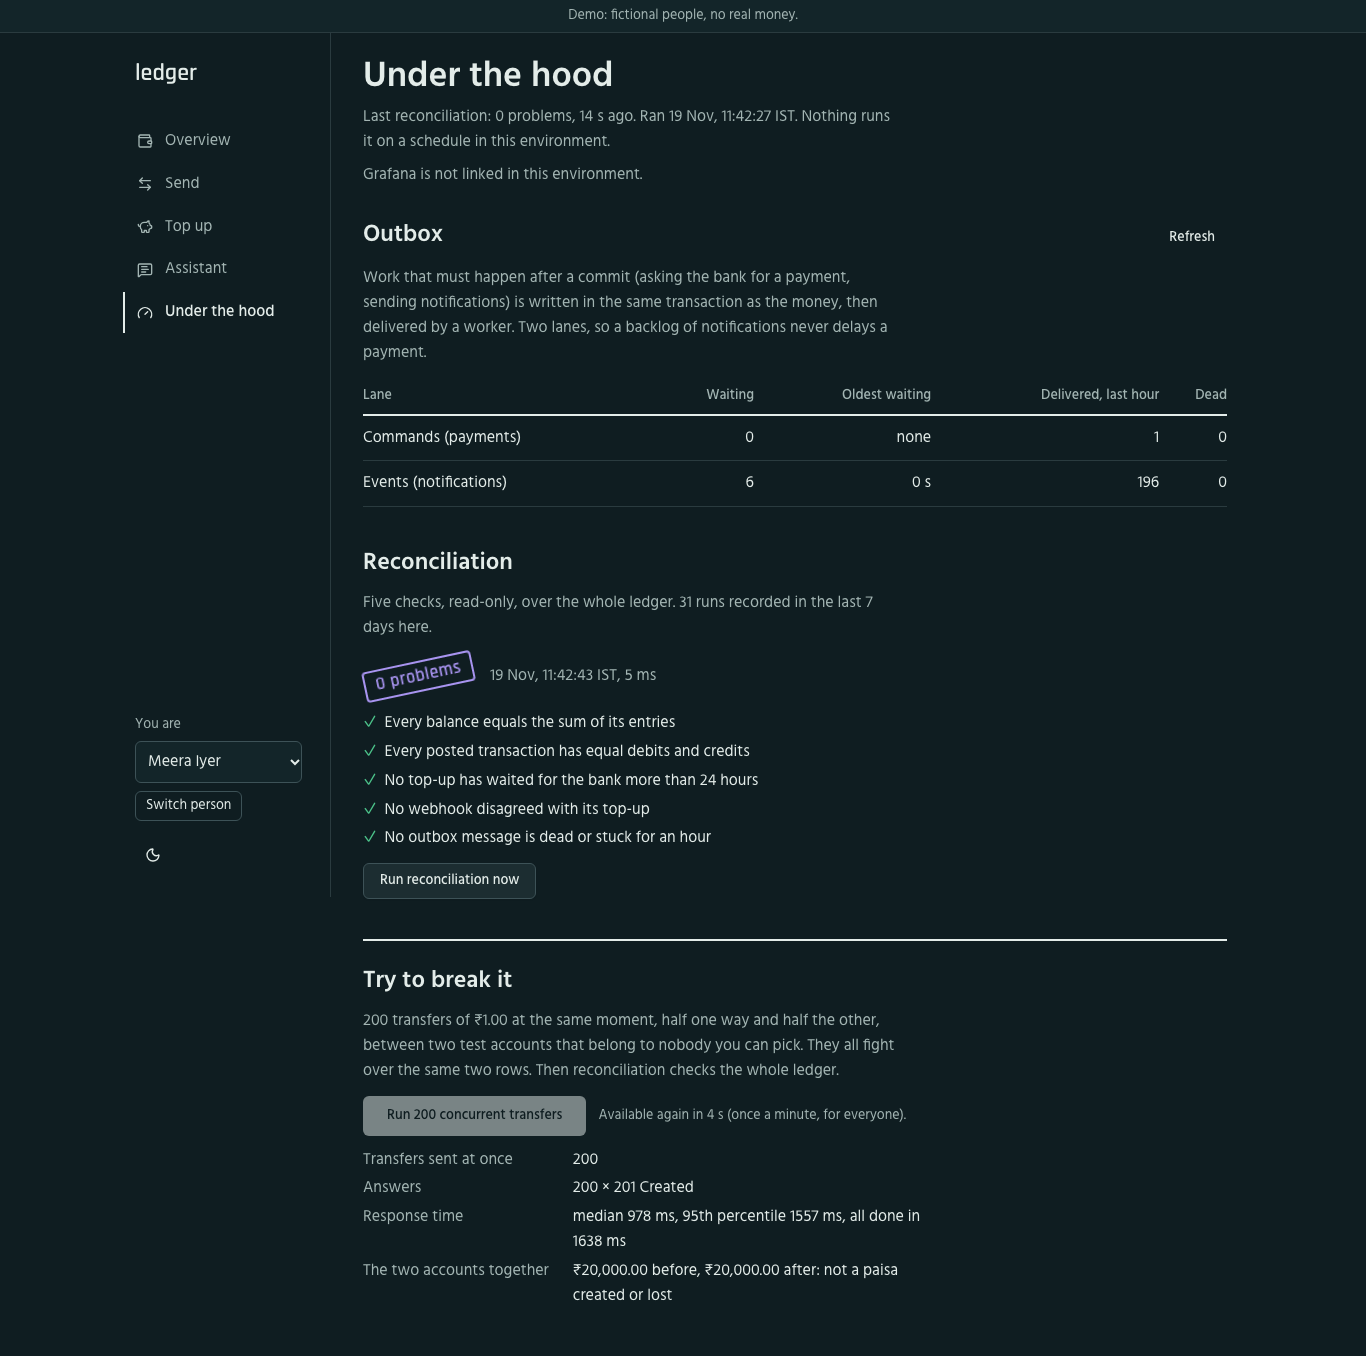 Demo: fictional people, no real money.
ledger
Overview
Send
Top up
Assistant
Under the hood
You are
Meera Iyer
Switch person
Under the hood
Last reconciliation: 0 problems, 14 s ago. Ran 19 Nov, 11:42:27 IST. Nothing runs
it on a schedule in this environment.
Grafana is not linked in this environment.
Outbox
Refresh
Work that must happen after a commit (asking the bank for a payment,
sending notifications) is written in the same transaction as the money, then
delivered by a worker. Two lanes, so a backlog of notifications never delays a
payment.
Lane Waiting Oldest waiting Delivered, last hour Dead
Commands (payments) 0 none 1 0
Events (notifications) 6 0 s 196 0
Reconciliation
Five checks, read-only, over the whole ledger. 31 runs recorded in the last 7
days here.
0 problems 19 Nov, 11:42:43 IST, 5 ms
Every balance equals the sum of its entries
Every posted transaction has equal debits and credits
No top-up has waited for the bank more than 24 hours
No webhook disagreed with its top-up
No outbox message is dead or stuck for an hour
Run reconciliation now
Try to break it
200 transfers of ₹1.00 at the same moment, half one way and half the other,
between two test accounts that belong to nobody you can pick. They all fight
over the same two rows. Then reconciliation checks the whole ledger.
Run 200 concurrent transfers Available again in 4 s (once a minute, for everyone).
Transfers sent at once 200
Answers 200 × 201 Created
Response time median 978 ms, 95th percentile 1557 ms, all done in
1638 ms
The two accounts together ₹20,000.00 before, ₹20,000.00 after: not a paisa
created or lost